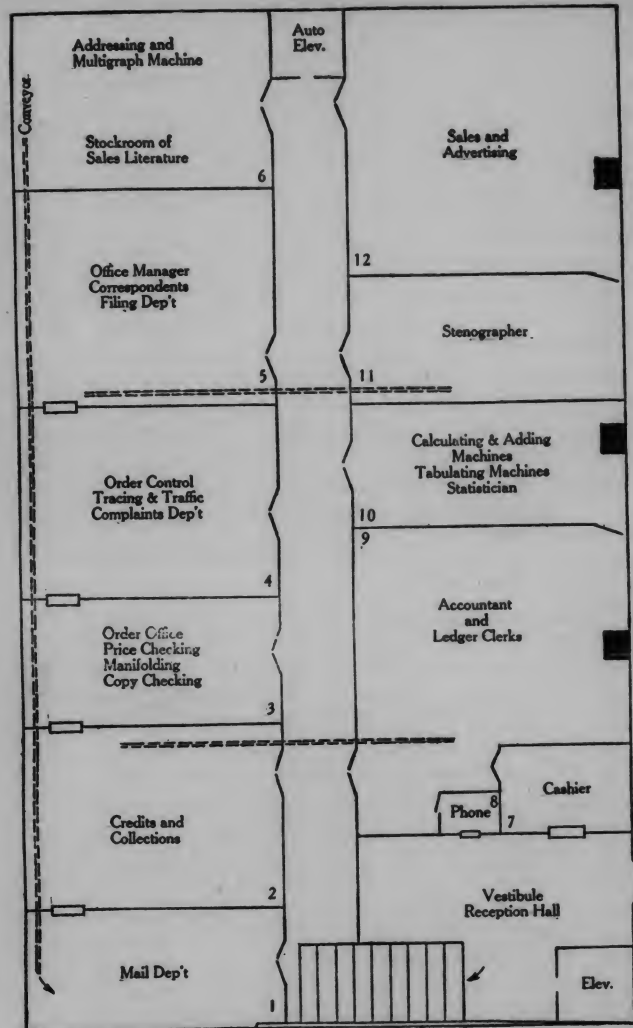 Addressing and
Multigraph Machine
Auto
Elev.
Conveyor
Stockroom of
Sales Literature
6
Sales and
Advertising
12
Office Manager
Correspondents
Filing Dep't
5
Stenographer
11
Calculating & Adding
Machines
Tabulating Machines
Statistician
10
9
Order Control
Tracing & Traffic
Complaints Dep't
4
Order Office
Price Checking
Manifolding
Copy Checking
3
Accountant
and
Ledger Clerks
Credits and
Collections
2
Phone
8
7
Cashier
Vestibule
Reception Hall
Mail Dep't
1
Elev.